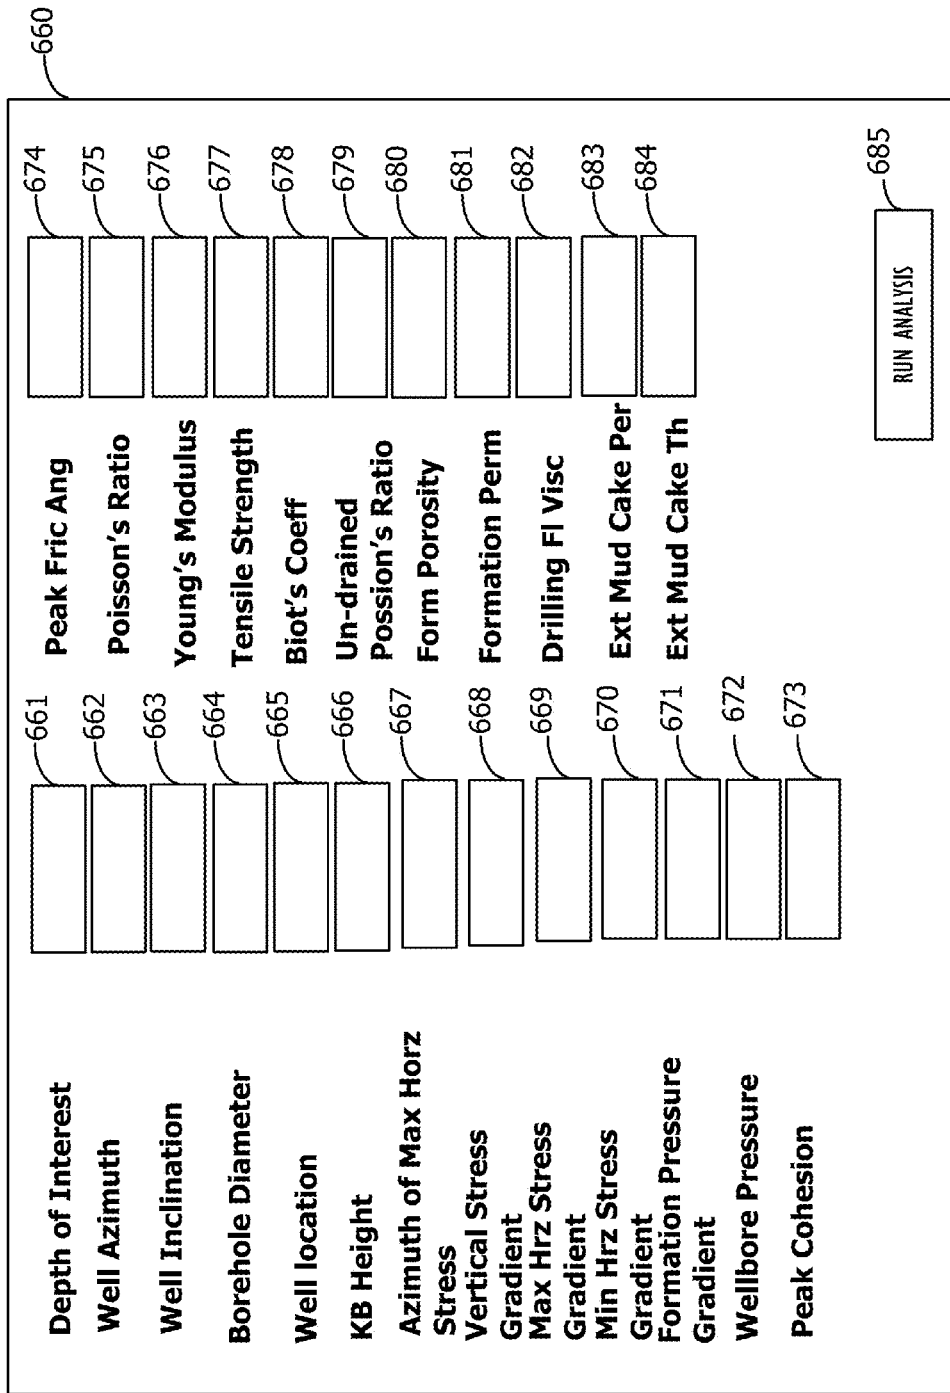 660
Depth of Interest
661
Well Azimuth
662
Well Inclination
663
Borehole Diameter
664
Well location
665
KB Height
666
Azimuth of Max Horz
Stress
667
Vertical Stress
Gradient
668
Max Hrz Stress
Gradient
669
Min Hrz Stress
Gradient
670
Formation Pressure
Gradient
671
Wellbore Pressure
672
Peak Cohesion
673
Peak Fric Ang
674
Poisson's Ratio
675
Young's Modulus
676
Tensile Strength
677
Biot's Coeff
678
Un-drained
Possion's Ratio
679
Form Porosity
680
Formation Perm
681
Drilling Fl Visc
682
Ext Mud Cake Per
683
Ext Mud Cake Th
684
RUN ANALYSIS
685